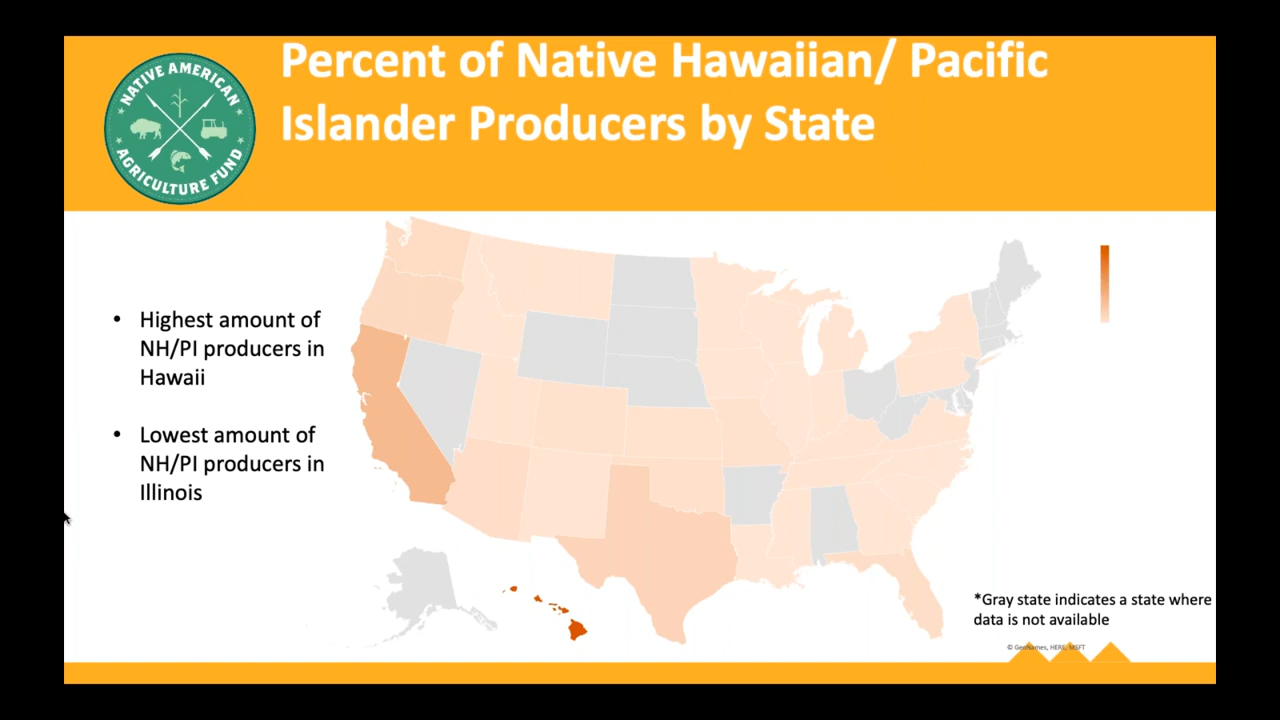 NATIVE AMERICAN
AGRICULTURE FUND
Percent of Native Hawaiian/ Pacific
Islander Producers by State
• Highest amount of
NH/PI producers in
Hawaii
• Lowest amount of
NH/PI producers in
Illinois
*Gray state indicates a state where
data is not available
© GeoNames, HERE, MSFT